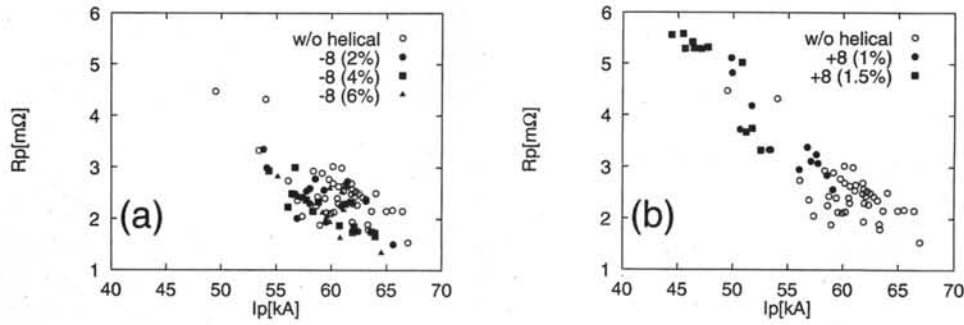 6
5
4
3
2
1
Rp[mΩ]
w/o helical
-8 (2%)
-8 (4%)
-8 (6%)
(a)
40 45 50 55 60 65 70
Ip[kA]
6
5
4
3
2
1
Rp[mΩ]
w/o helical
+8 (1%)
+8 (1.5%)
(b)
40 45 50 55 60 65 70
Ip[kA]